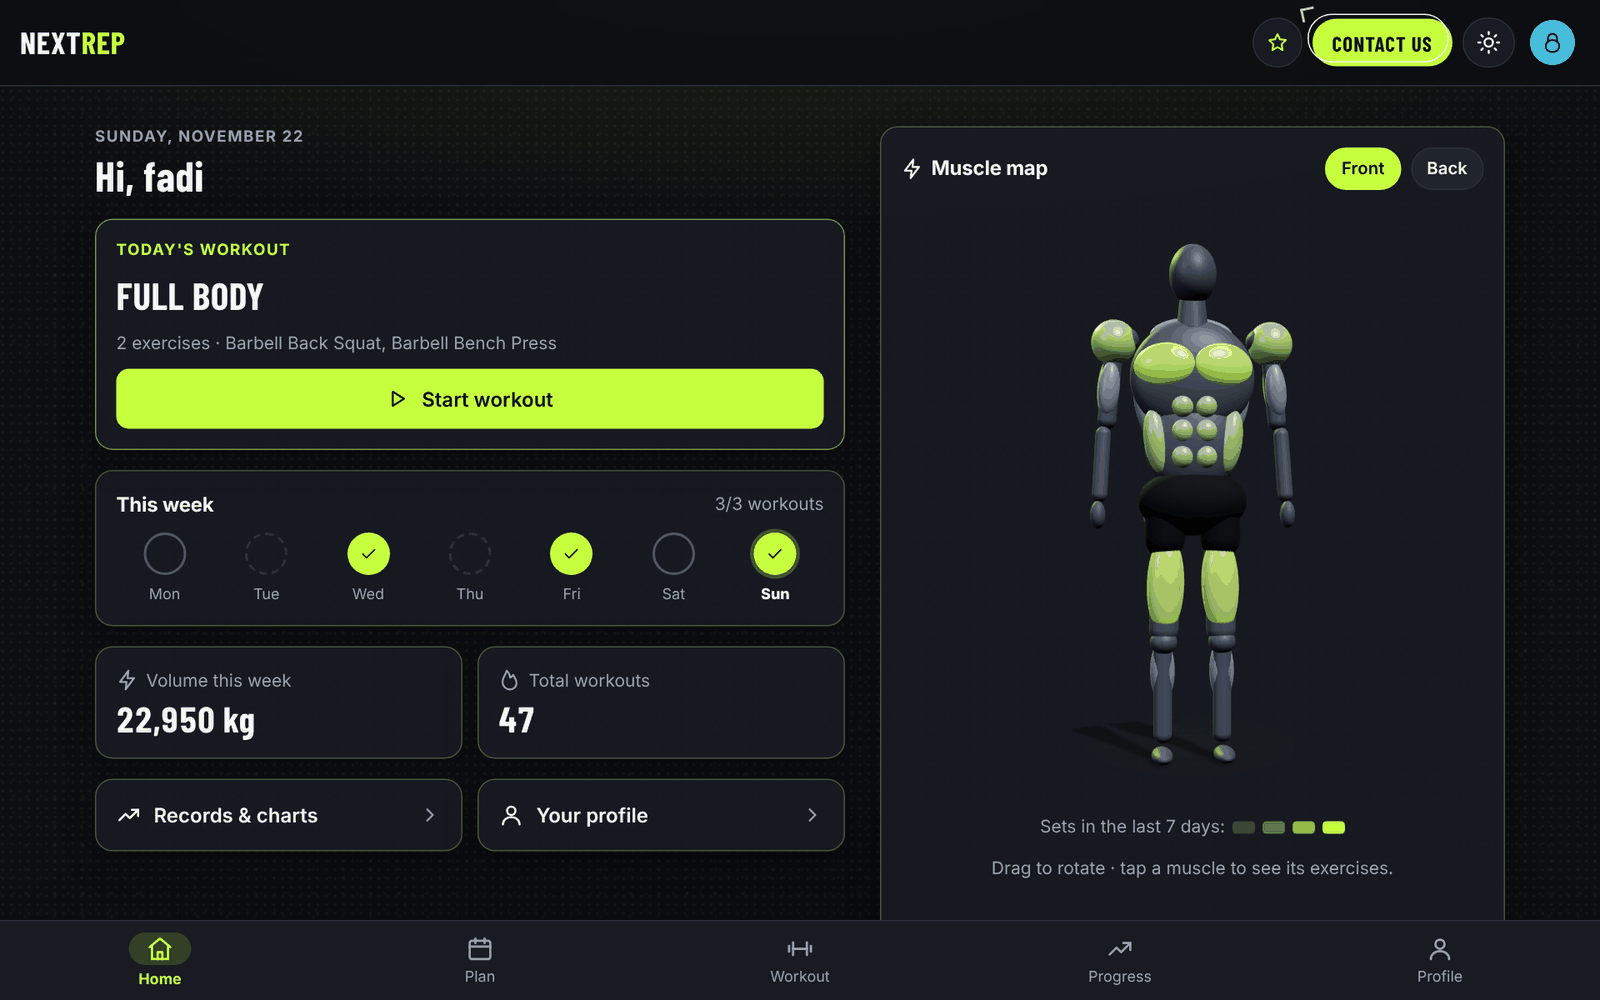 NEXTREP
CONTACT US
SUNDAY, NOVEMBER 22
Hi, fadi
TODAY'S WORKOUT
FULL BODY
2 exercises · Barbell Back Squat, Barbell Bench Press
Start workout
This week
3/3 workouts
Mon
Tue
Wed
Thu
Fri
Sat
Sun
Volume this week
22,950 kg
Total workouts
47
Records & charts
Your profile
Muscle map
Front
Back
Sets in the last 7 days:
Drag to rotate · tap a muscle to see its exercises.
Home
Plan
Workout
Progress
Profile